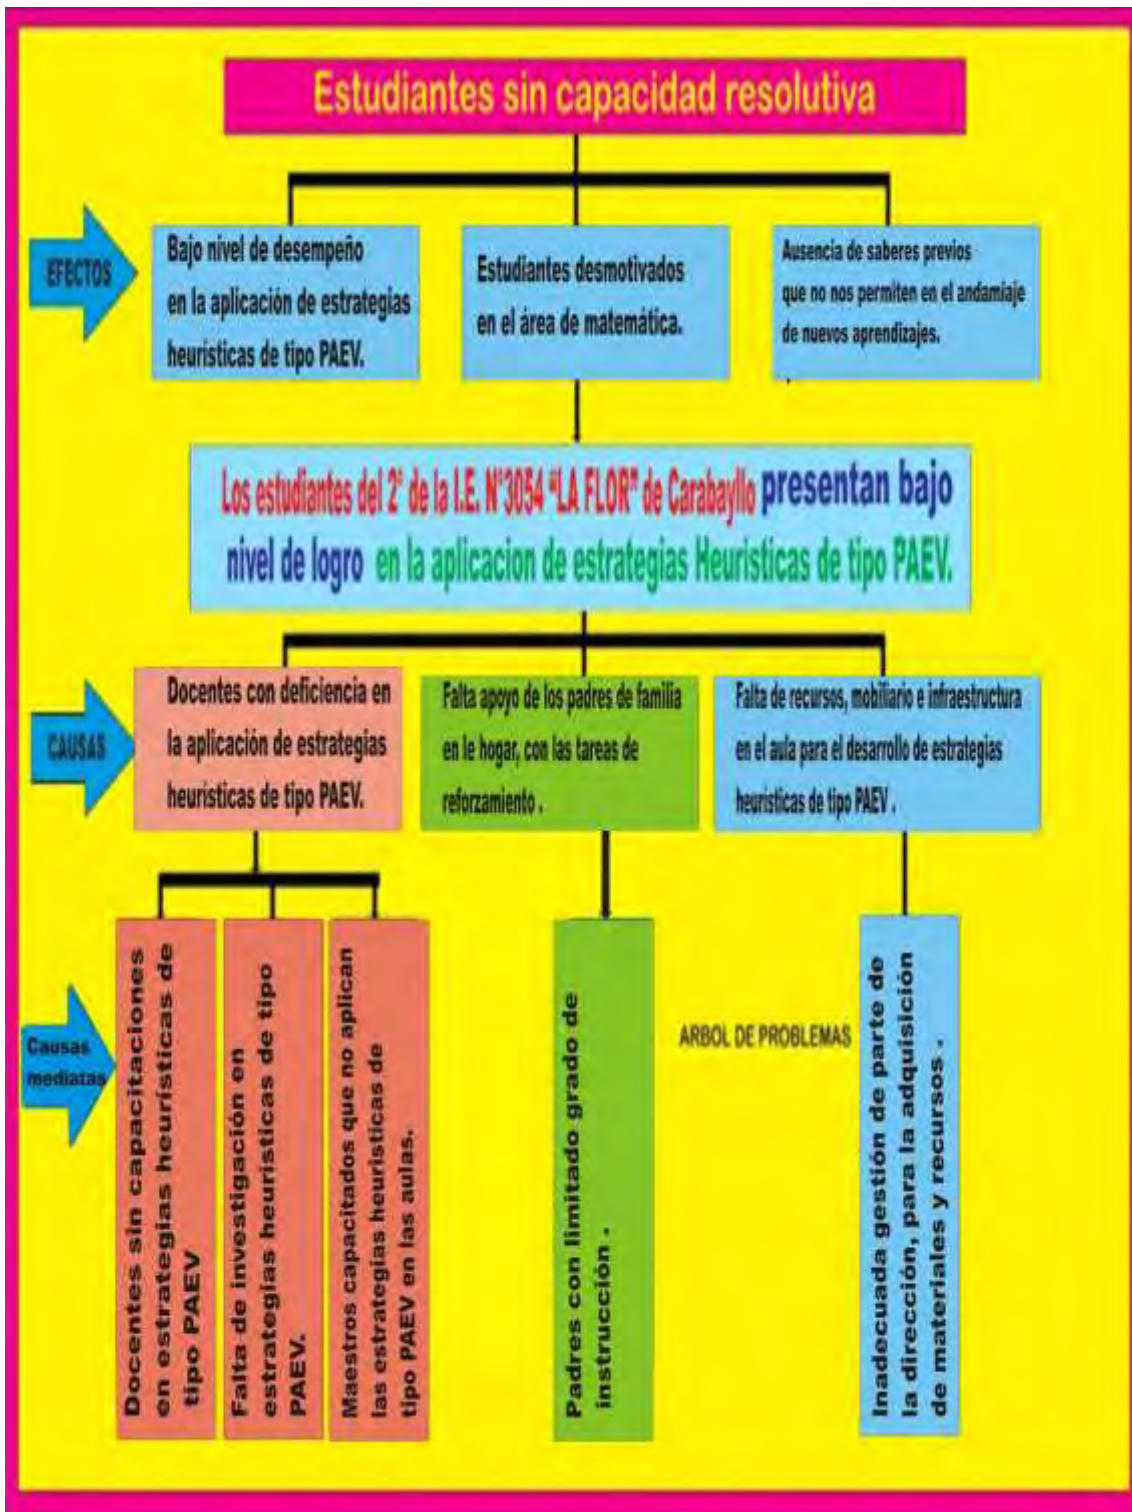 Estudiantes sin capacidad resolutiva
EFECTOS
Bajo nivel de desempeño
en la aplicación de estrategias
heurísticas de tipo PAEV.
Estudiantes desmotivados
en el área de matemática.
Ausencia de saberes previos
que no nos permiten en el andamiaje
de nuevos aprendizajes.
Los estudiantes del 2° de la I.E. N°3054 “LA FLOR” de Carabayllo presentan bajo
nivel de logro en la aplicacion de estrategias Heuristicas de tipo PAEV.
CAUSAS
Docentes con deficiencia en
la aplicación de estrategias
heurísticas de tipo PAEV.
Falta apoyo de los padres de familia
en le hogar, con las tareas de
reforzamiento .
Falta de recursos, mobiliario e infraestructura
en el aula para el desarrollo de estrategias
heurísticas de tipo PAEV .
Causas
mediatas
Docentes sin capacitaciones
en estrategias heurísticas de
tipo PAEV
Falta de investigación en
estrategias heurísticas de tipo
PAEV.
Maestros capacitados que no aplican
las estrategias heurísticas de
tipo PAEV en las aulas.
Padres con limitado grado de
instrucción .
ARBOL DE PROBLEMAS
Inadecuada gestión de parte de
la dirección, para la adquisición
de materiales y recursos .